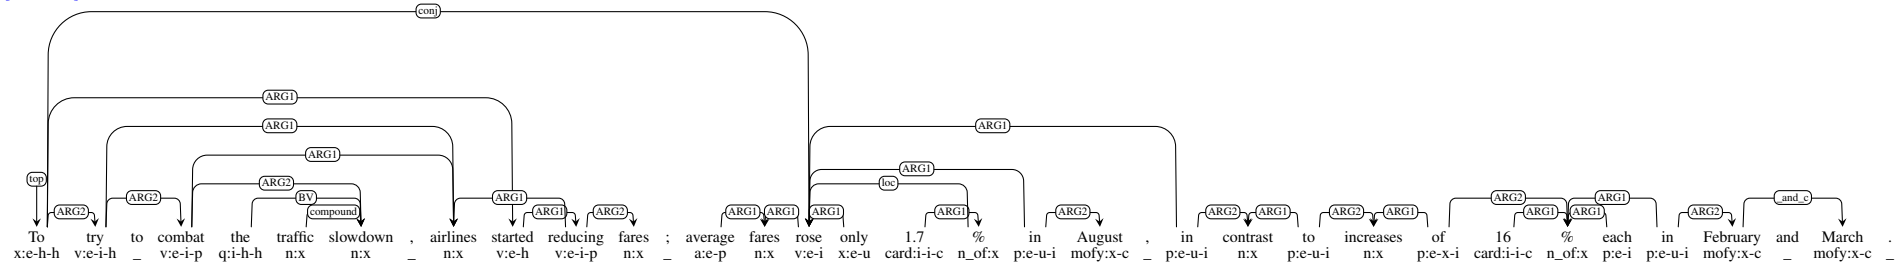 conj
ARG1
ARG1 ARG1
ARG1
top ARG2 ARG1 loc
ARG2 BV ARG1 ARG2 ARG1 _and_c
ARG2 compound ARG1 ARG2 ARG1 ARG1 ARG1 ARG1 ARG2 ARG2 ARG1 ARG2 ARG1 ARG1 ARG1 ARG2
To try to combat the traffic slowdown , airlines started reducing fares ; average fares rose only 1.7 % in August , in contrast to increases of 16 % each in February and March .
x:e-h-h v:e-i-h _ v:e-i-p q:i-h-h n:x n:x _ n:x v:e-h v:e-i-p n:x _ a:e-p n:x v:e-i x:e-u card:i-i-c n_of:x p:e-u-i mofy:x-c _ p:e-u-i n:x p:e-u-i n:x p:e-x-i card:i-i-c n_of:x p:e-i p:e-u-i mofy:x-c _ mofy:x-c _